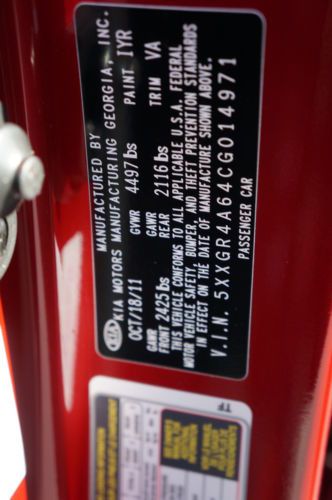 KIA
MANUFACTURED BY
KIA MOTORS MANUFACTURING GEORGIA, INC.
OCT/18/11 GVWR 4497lbs PAINT IYR
GAWR FRONT 2425lbs GAWR REAR 2116lbs TRIM VA
THIS VEHICLE CONFORMS TO ALL APPLICABLE U.S.A. FEDERAL
MOTOR VEHICLE SAFETY, BUMPER, AND THEFT PREVENTION STANDARDS
IN EFFECT ON THE DATE OF MANUFACTURE SHOWN ABOVE.
V.I.N. 5XXGR4A64CG014971
PASSENGER CAR
TF